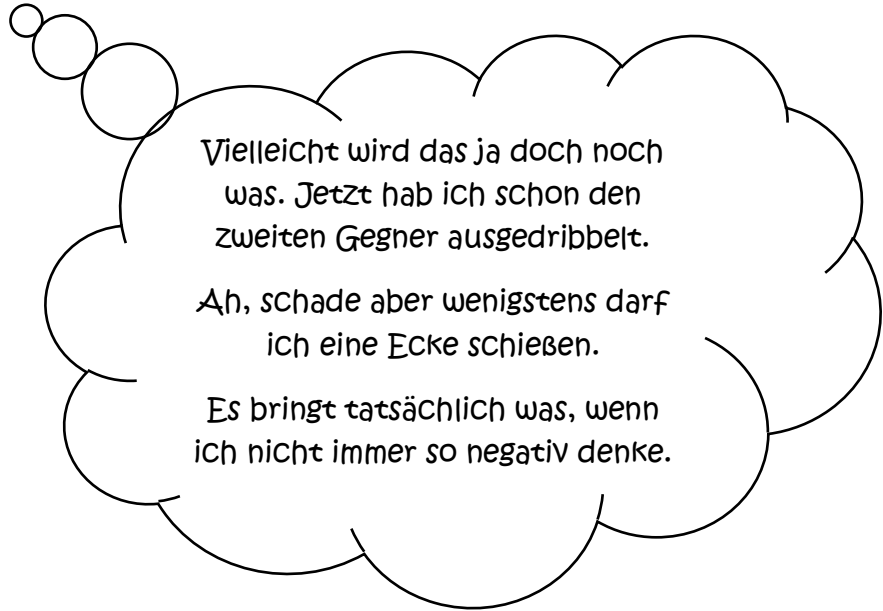 Vielleicht wird das ja doch noch
was. Jetzt hab ich schon den
zweiten Gegner ausgedribbelt.
Ah, schade aber wenigstens darf
ich eine Ecke schießen.
Es bringt tatsächlich was, wenn
ich nicht immer so negativ denke.